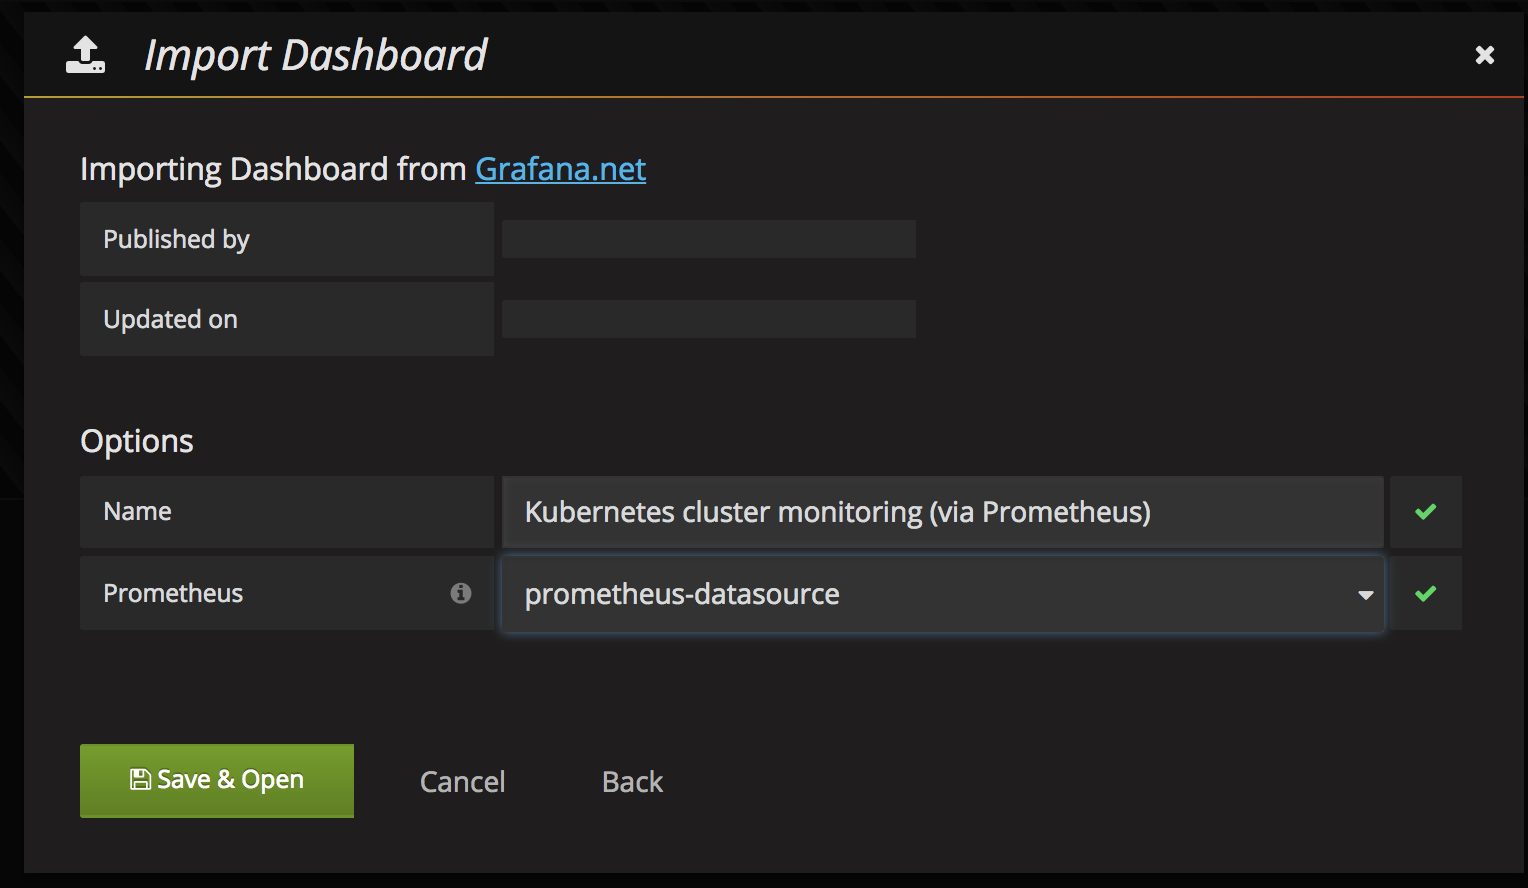 Import Dashboard
Importing Dashboard from Grafana.net
Published by
Updated on
Options
Name
Kubernetes cluster monitoring (via Prometheus)
Prometheus
prometheus-datasource
Save & Open
Cancel
Back